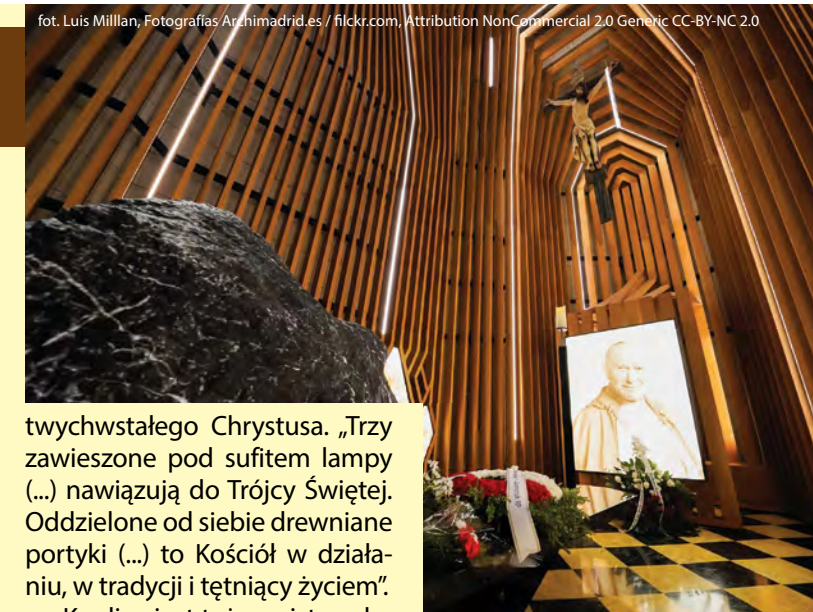 fot. Luis Milllan, Fotografías Archimadrid.es / filckr.com, Attribution NonCommercial 2.0 Generic CC-BY-NC 2.0
twychwstałego Chrystusa. „Trzy
zawieszone pod sufitem lampy
(...) nawiązują do Trójcy Świętej.
Oddzielone od siebie drewniane
portyki (...) to Kościół w działa-
niu, w tradycji i tętniący życiem”.